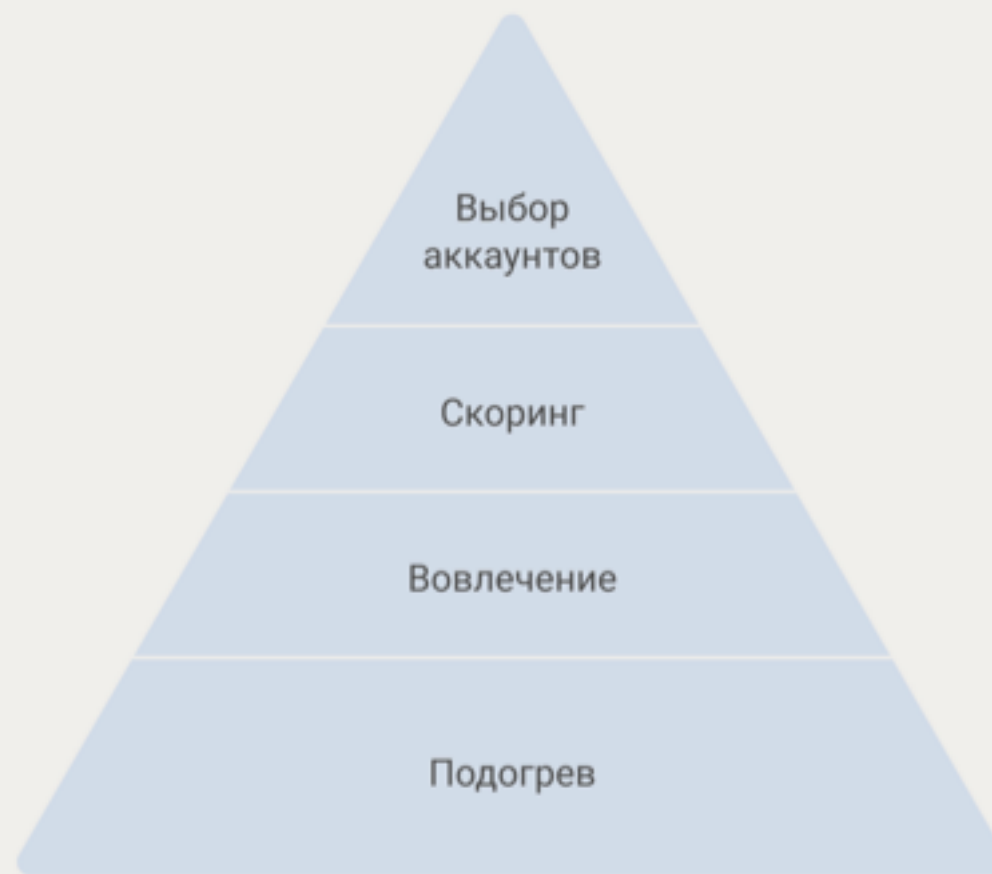 Выбор
аккаунтов
Скоринг
Вовлечение
Подогрев